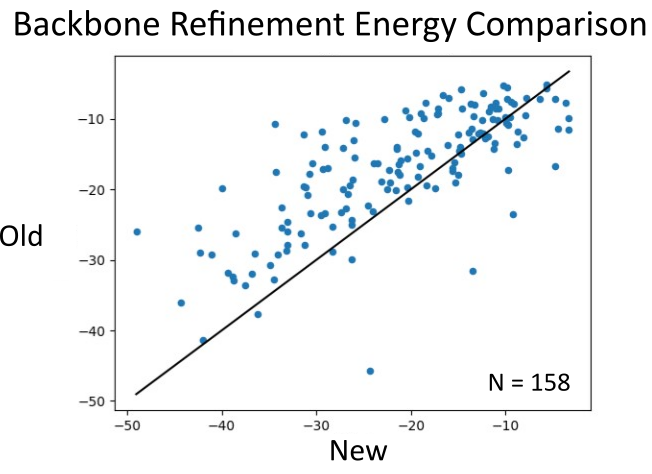 Backbone Refinement Energy Comparison
−10
−20
−30
−40
−50
Old
N = 158
−50 −40 −30 −20 −10
New